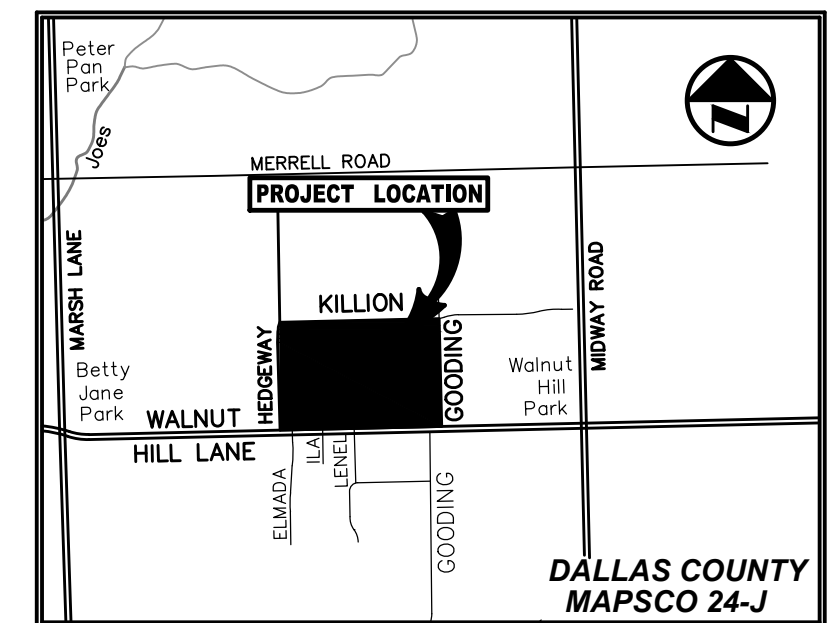 Peter
Pan
Park
Joes
N
MERRELL ROAD
PROJECT LOCATION
MARSH LANE
MIDWAY ROAD
KILLION
HEDGEWAY
GOODING
Betty
Jane
Park
Walnut
Hill
Park
WALNUT
HILL LANE
ELMADA
ILA
LENEL
GOODING
DALLAS COUNTY
MAPSCO 24-J